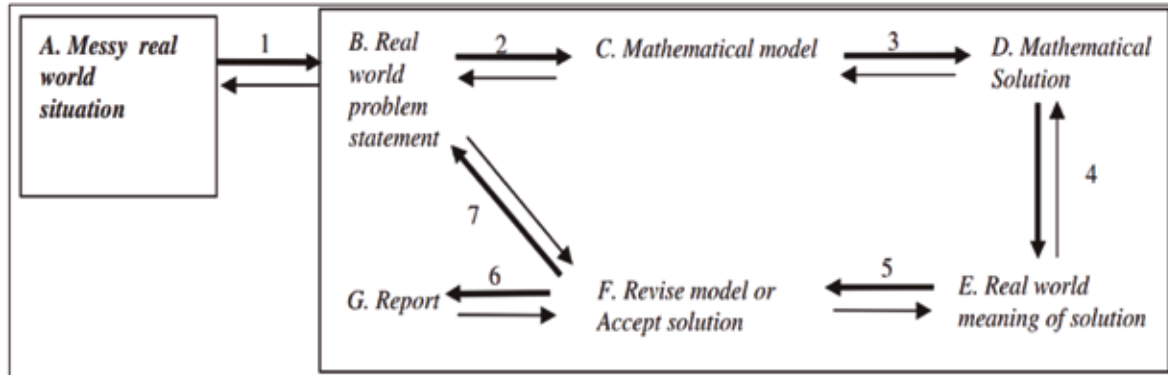 A. Messy real
world
situation
1
B. Real
world
problem
statement
2
C. Mathematical model
3
D. Mathematical
Solution
4
E. Real world
meaning of solution
5
F. Revise model or
Accept solution
6
G. Report
7